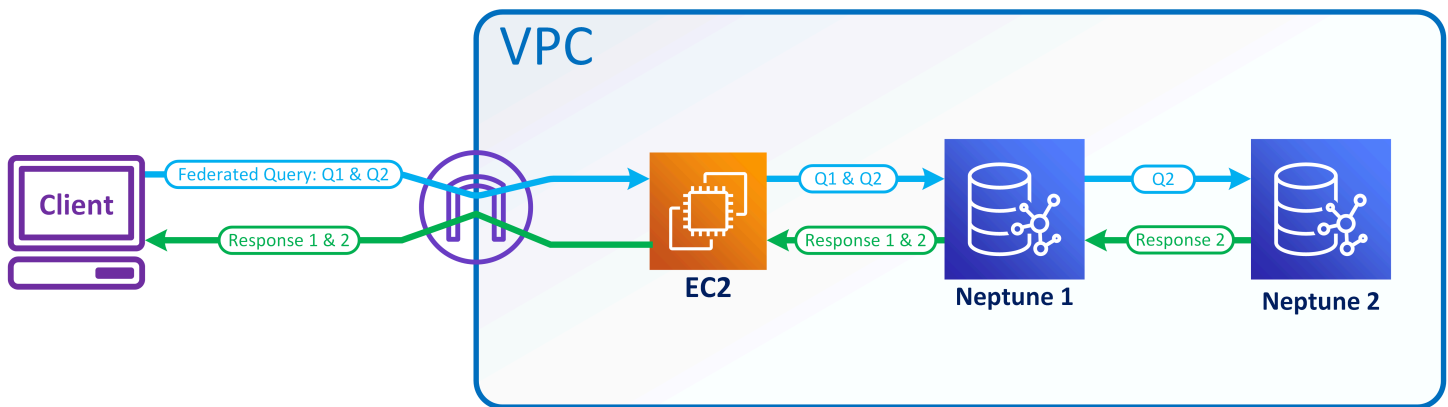 VPC
Client
Federated Query: Q1 & Q2
Response 1 & 2
EC2
Q1 & Q2
Response 1 & 2
Neptune 1
Q2
Response 2
Neptune 2